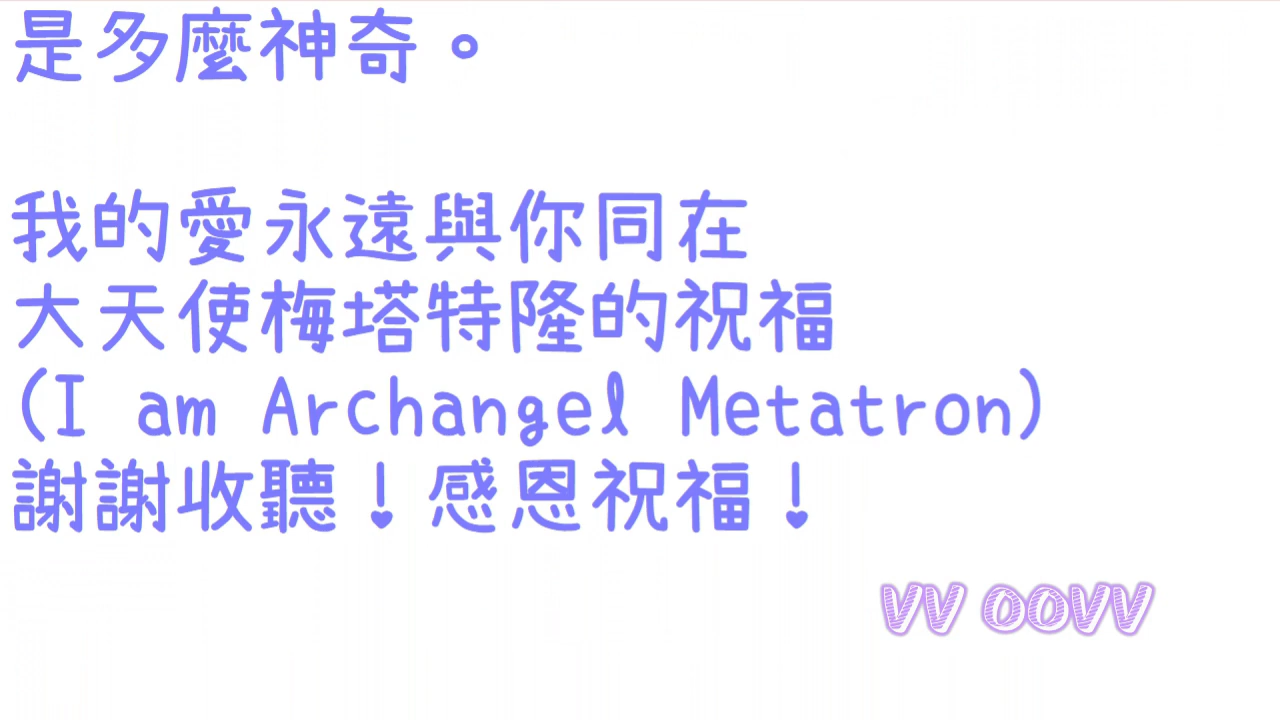 是多麼神奇。
我的愛永遠與你同在
大天使梅塔特隆的祝福
(I am Archangel Metatron)
謝謝收聽！感恩祝福！
VV OOVV